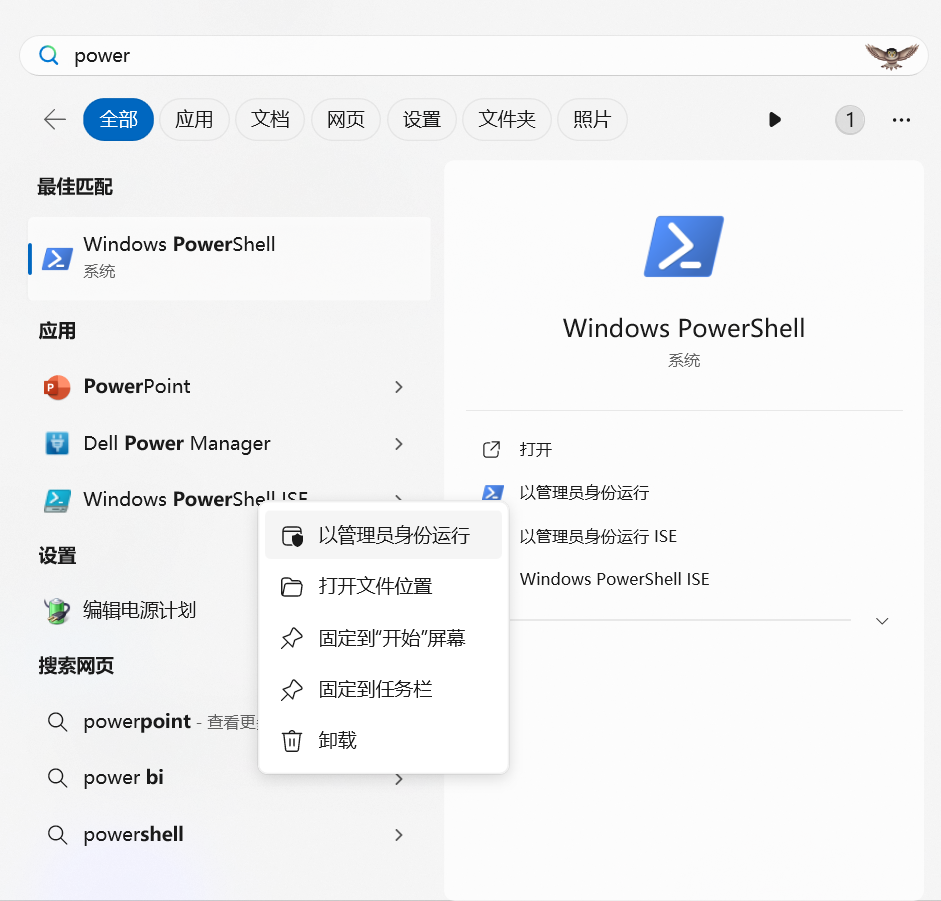 power
全部
应用
文档
网页
设置
文件夹
照片
1
最佳匹配
Windows PowerShell
系统
应用
PowerPoint
Dell Power Manager
Windows PowerShell ISE
设置
编辑电源计划
搜索网页
powerpoint - 查看更
power bi
powershell
以管理员身份运行
打开文件位置
固定到“开始”屏幕
固定到任务栏
卸载
Windows PowerShell
系统
打开
以管理员身份运行
以管理员身份运行 ISE
Windows PowerShell ISE